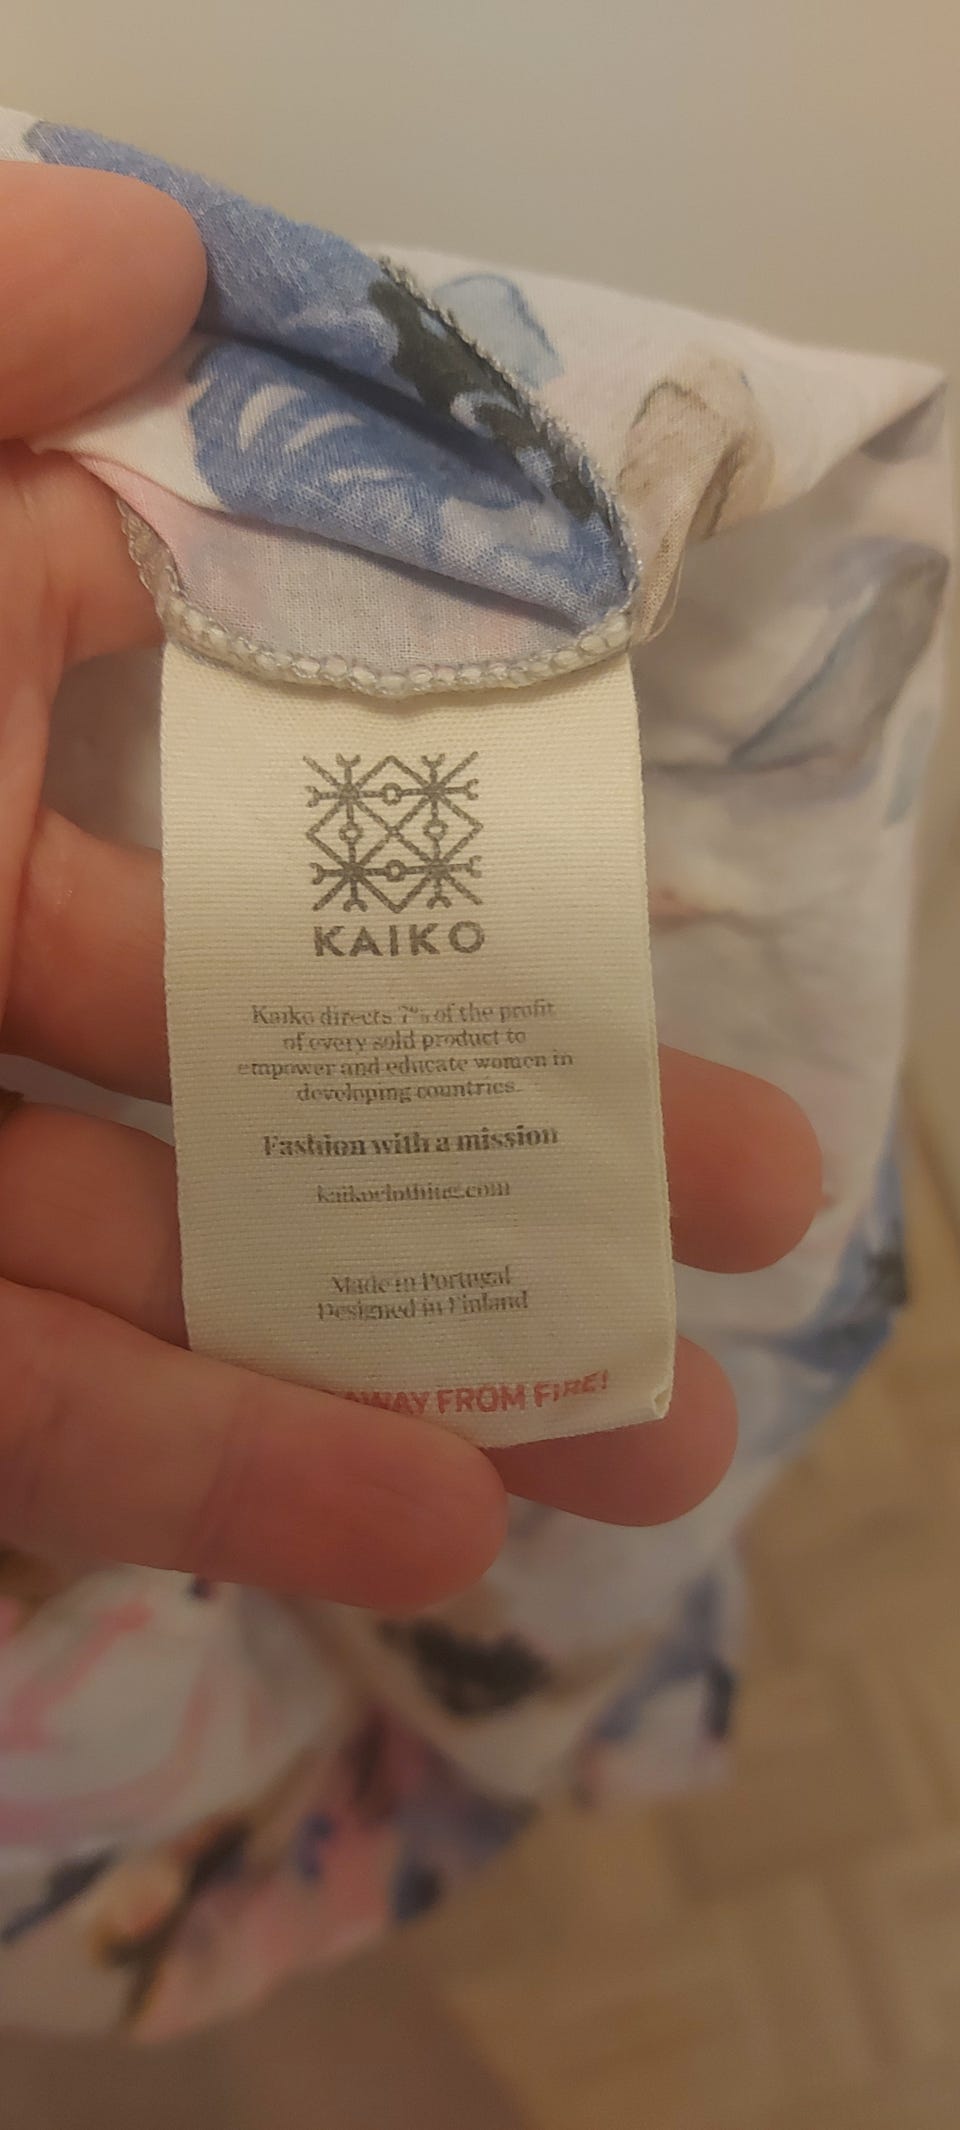 KAIKO
Kaiko directs 7% of the profit
of every sold product to
empower and educate women in
developing countries.
Fashion with a mission
kaikoclothing.com
Made in Portugal
Designed in Finland
AWAY FROM FIRE!